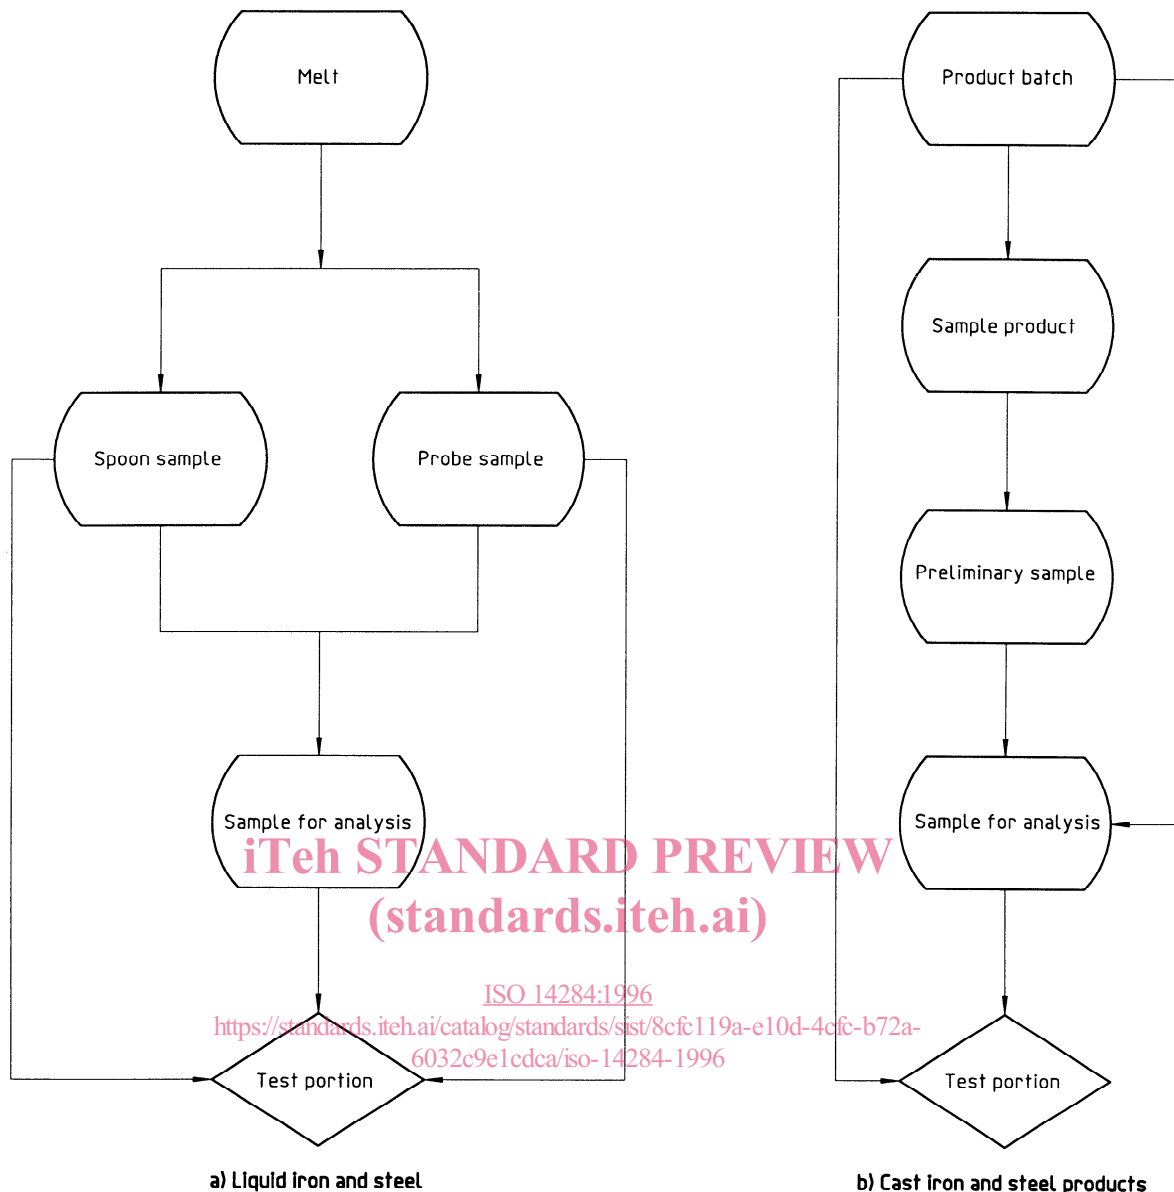 Melt
Spoon sample
Probe sample
Sample for analysis
Test portion
a) Liquid iron and steel
Product batch
Sample product
Preliminary sample
Sample for analysis
Test portion
b) Cast iron and steel products
iTeh STANDARD PREVIEW
(standards.iteh.ai)
ISO 14284:1996
https://standards.iteh.ai/catalog/standards/sist/8cfc119a-e10d-4cfc-b72a-
6032c9e1cdca/iso-14284-1996